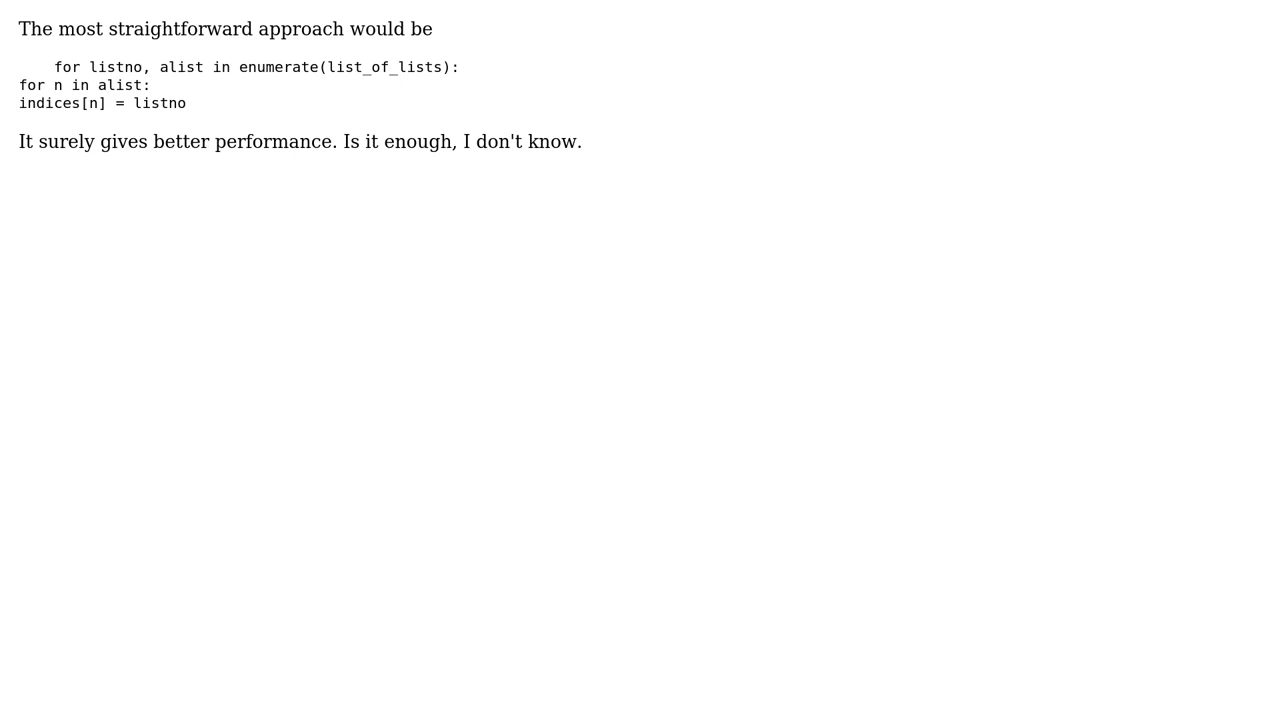 The most straightforward approach would be
    for listno, alist in enumerate(list_of_lists):
for n in alist:
indices[n] = listno
It surely gives better performance. Is it enough, I don't know.